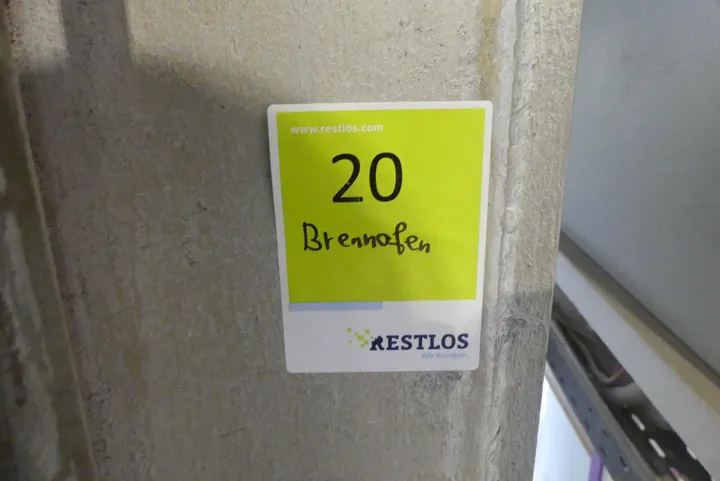 www.restlos.com
20
Brennofen
RESTLOS
Wir handeln.